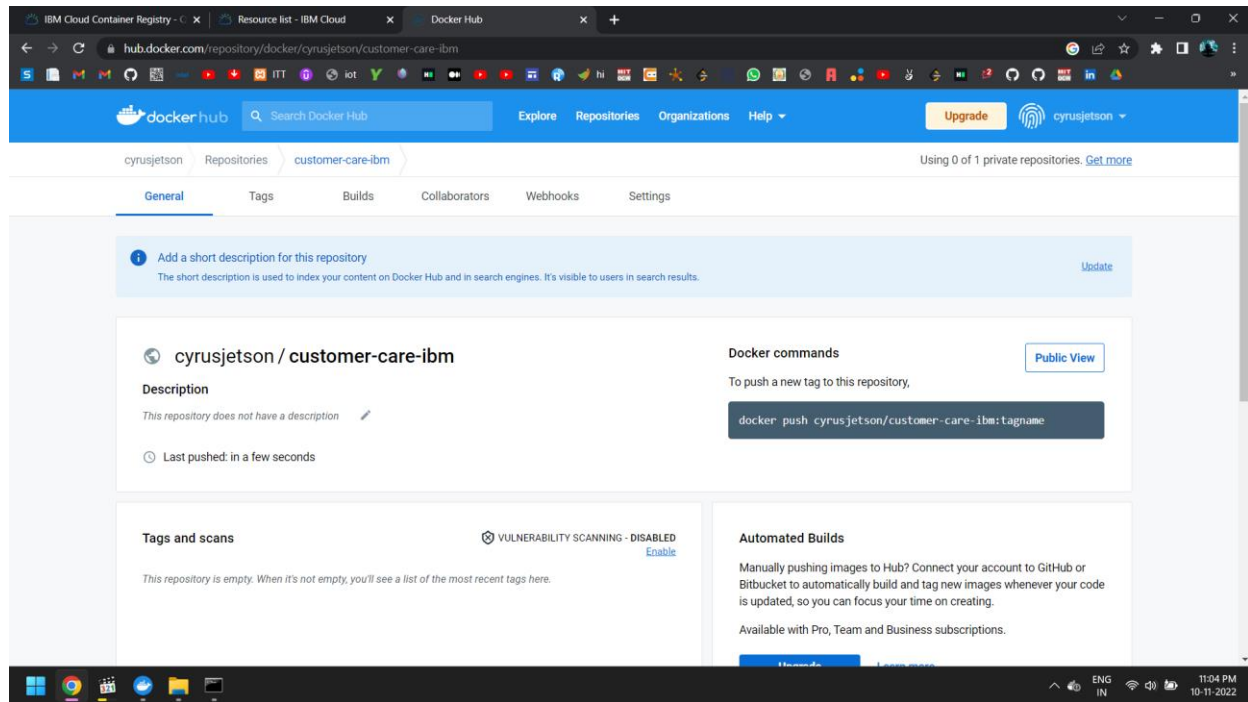 IBM Cloud Container Registry - C
Resource list - IBM Cloud
Docker Hub
hub.docker.com/repository/docker/cyrusjetson/customer-care-ibm
ITT
iot
hi
docker hub
Search Docker Hub
Explore
Repositories
Organizations
Help
Upgrade
cyrusjetson
cyrusjetson
Repositories
customer-care-ibm
Using 0 of 1 private repositories. Get more
General
Tags
Builds
Collaborators
Webhooks
Settings
Add a short description for this repository
The short description is used to index your content on Docker Hub and in search engines. It's visible to users in search results.
Update
cyrusjetson / customer-care-ibm
Description
This repository does not have a description
Last pushed: in a few seconds
Docker commands
Public View
To push a new tag to this repository,
docker push cyrusjetson/customer-care-ibm:tagname
Tags and scans
VULNERABILITY SCANNING - DISABLED
Enable
This repository is empty. When it's not empty, you'll see a list of the most recent tags here.
Automated Builds
Manually pushing images to Hub? Connect your account to GitHub or
Bitbucket to automatically build and tag new images whenever your code
is updated, so you can focus your time on creating.
Available with Pro, Team and Business subscriptions.
Upgrade
Learn more
ENG
IN
11:04 PM
10-11-2022